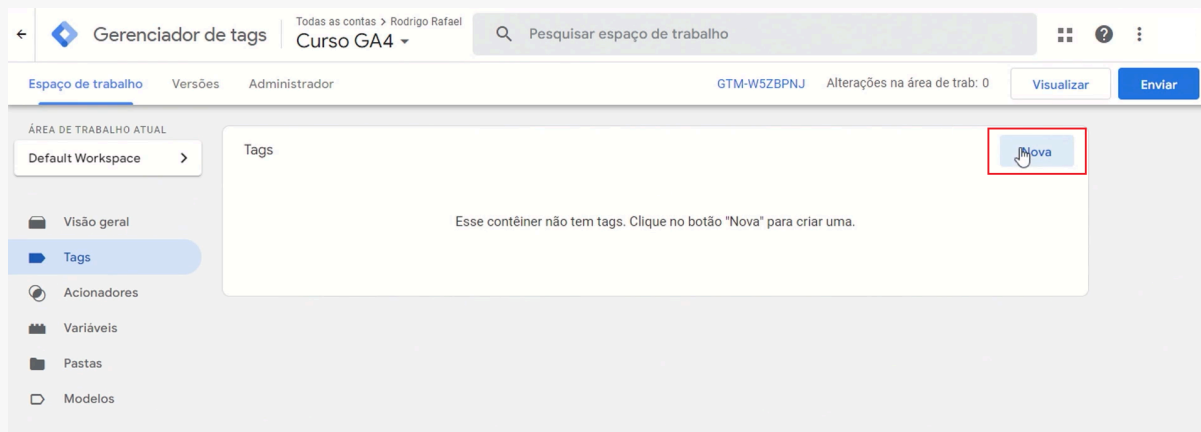 Todas as contas > Rodrigo Rafael
Gerenciador de tags
Curso GA4
Pesquisar espaço de trabalho
Espaço de trabalho
Versões
Administrador
GTM-W5ZBPNJ
Alterações na área de trab: 0
Visualizar
Enviar
ÁREA DE TRABALHO ATUAL
Default Workspace
Tags
Nova
Esse contêiner não tem tags. Clique no botão "Nova" para criar uma.
Visão geral
Tags
Acionadores
Variáveis
Pastas
Modelos